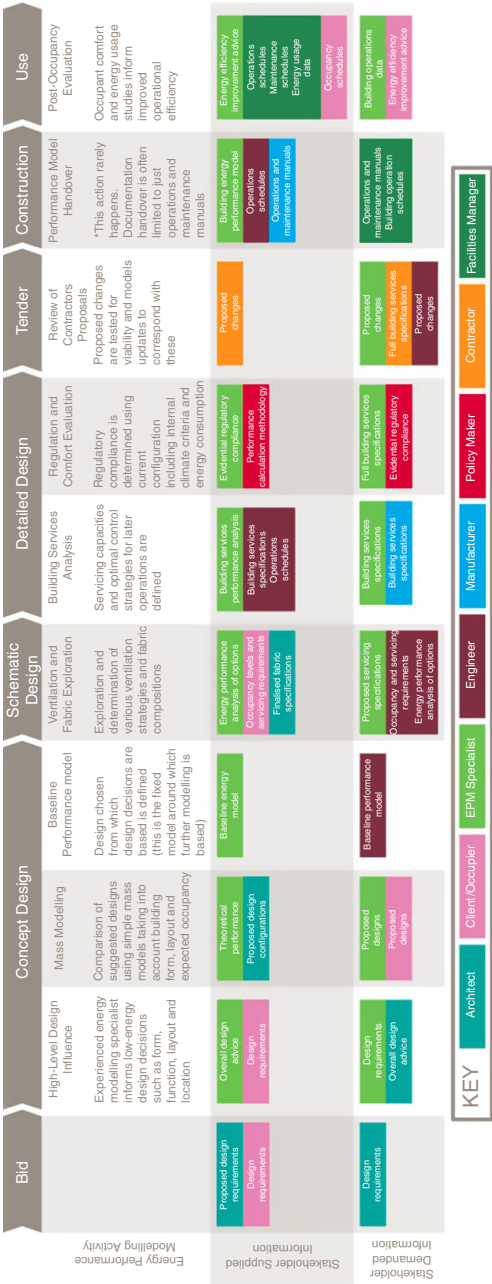 Bid
Concept Design
Schematic
Design
Detailed Design
Tender
Construction
Use
Energy Performance
Modelling Activity
High-Level Design
Influence
Experienced energy
modelling specialist
informs low-energy
design decisions
such as form,
function, layout and
location
Mass Modelling
Comparison of
suggested designs
using simple mass
models taking into
account building
form, layout and
expected occupancy
Baseline
Performance model
Design chosen
from which
design decisions are
based is defined
(this is the fixed
model around which
further modelling is
based)
Ventilation and
Fabric Exploration
Exploration and
determination of
various ventilation
strategies and fabric
compositions
Building Services
Analysis
Servicing capacities
and optimal control
strategies for later
operations are
defined
Regulation and
Comfort Evaluation
Regulatory
compliance is
determined using
current
configuration
including internal
climate criteria and
energy consumption
Review of
Contractors
Proposals
Proposed changes
are tested for
viability and models
updates to
correspond with
these
Performance Model
Handover
*This action rarely
happens.
Documentation
handover is often
limited to just
operations and
maintenance
manuals
Post-Occupancy
Evaluation
Occupant comfort
and energy usage
studies inform
improved
operational
efficiency
Stakeholder Supplied
Information
Proposed design
requirements
Design
requirements
Overall design
advice
Design
requirements
Theoretical
performance
Proposed design
configurations
Baseline energy
model
Energy performance
analysis of options
Occupancy levels and
servicing requirements
Finalised fabric
specifications
Building services
performance analysis
Building services
specifications
Operations
schedules
Evidential regulatory
compliance
Performance
calculation methodology
Proposed
changes
Building energy
performance model
Operations
schedules
Operations and
maintenance manuals
Energy efficiency
improvement advice
Operations
schedules
Maintenance
schedules
Energy usage
data
Occupancy
schedules
Stakeholder
Information
Demanded
Design
requirements
Design
requirements
Overall design
advice
Proposed
designs
Proposed
designs
Baseline performance
model
Proposed servicing
specifications
Occupancy and servicing
requirements
Energy performance
analysis of options
Building services
specifications
Building services
specifications
Full building services
specifications
Evidential regulatory
compliance
Proposed
changes
Full building services
specifications
Proposed
changes
Operations and
maintenance manuals
Building operation
schedules
Building operations
data
Energy efficiency
improvement advice
KEY
Architect
Client/Occupier
EPM Specialist
Engineer
Manufacturer
Policy Maker
Contractor
Facilities Manager